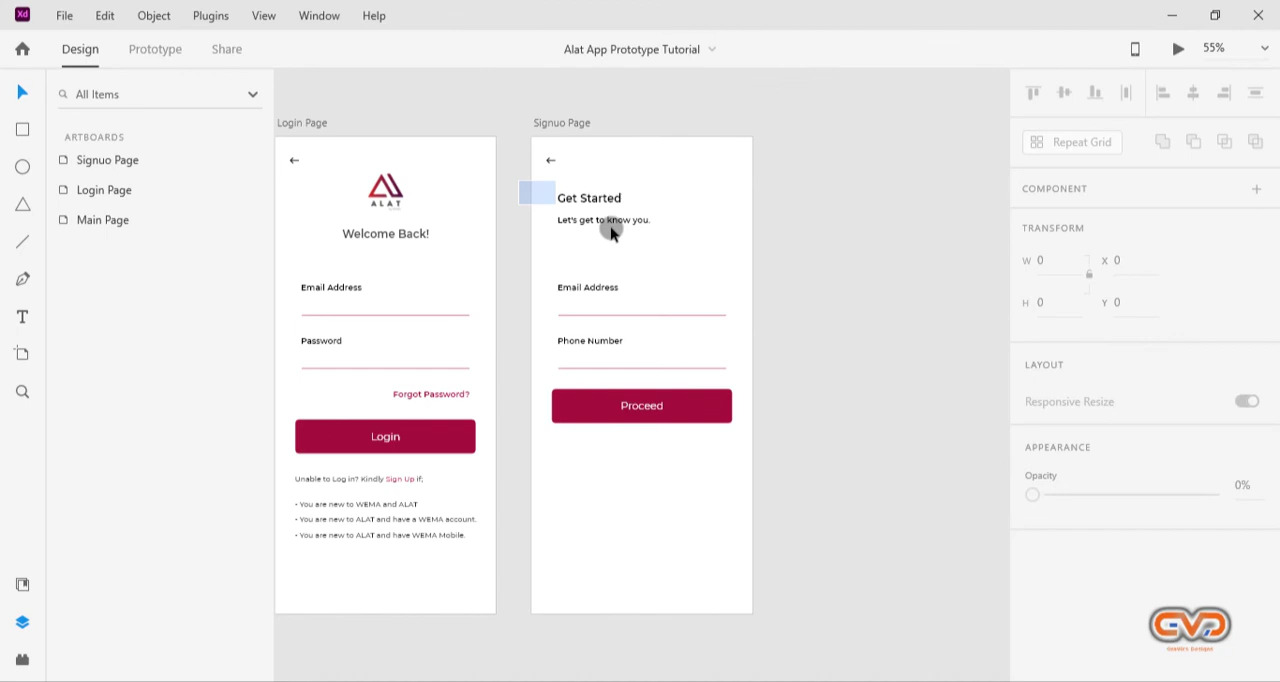 Xd File Edit Object Plugins View Window Help
Design Prototype Share Alat App Prototype Tutorial 55%
All Items
ARTBOARDS
Signuo Page
Login Page
Main Page
Login Page
ALAT
Welcome Back!
Email Address
Password
Forgot Password?
Login
Unable to Log in? Kindly Sign Up if;
- You are new to WEMA and ALAT
- You are new to ALAT and have a WEMA account.
- You are new to ALAT and have WEMA Mobile.
Signuo Page
Get Started
Let's get to know you.
Email Address
Phone Number
Proceed
Repeat Grid
COMPONENT
TRANSFORM
W 0 X 0
H 0 Y 0
LAYOUT
Responsive Resize
APPEARANCE
Opacity
0%